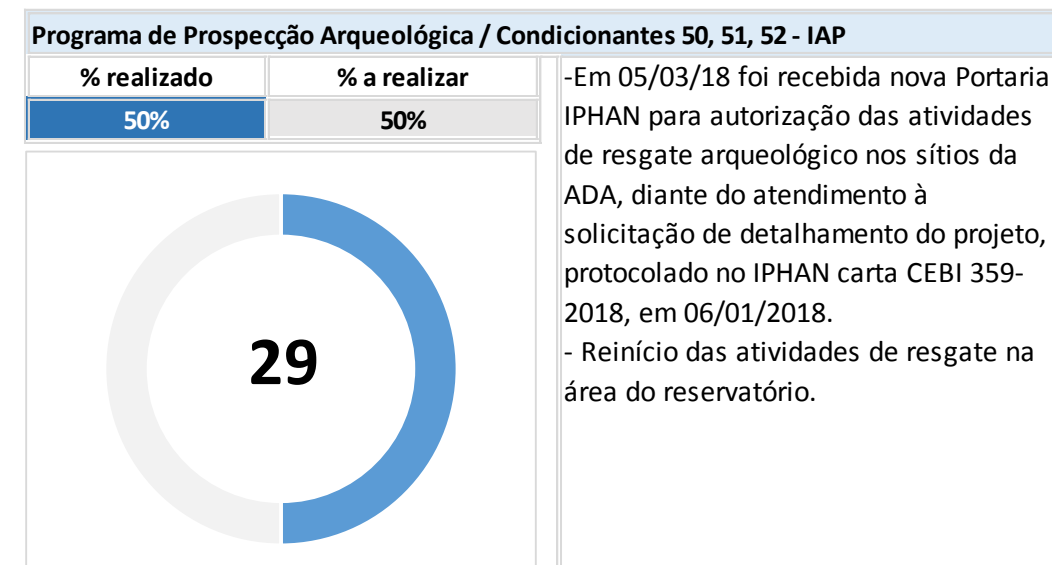 Programa de Prospecção Arqueológica / Condicionantes 50, 51, 52 - IAP
% realizado % a realizar
50% 50%
29
-Em 05/03/18 foi recebida nova Portaria
IPHAN para autorização das atividades
de resgate arqueológico nos sítios da
ADA, diante do atendimento à
solicitação de detalhamento do projeto,
protocolado no IPHAN carta CEBI 359-
2018, em 06/01/2018.
- Reinício das atividades de resgate na
área do reservatório.